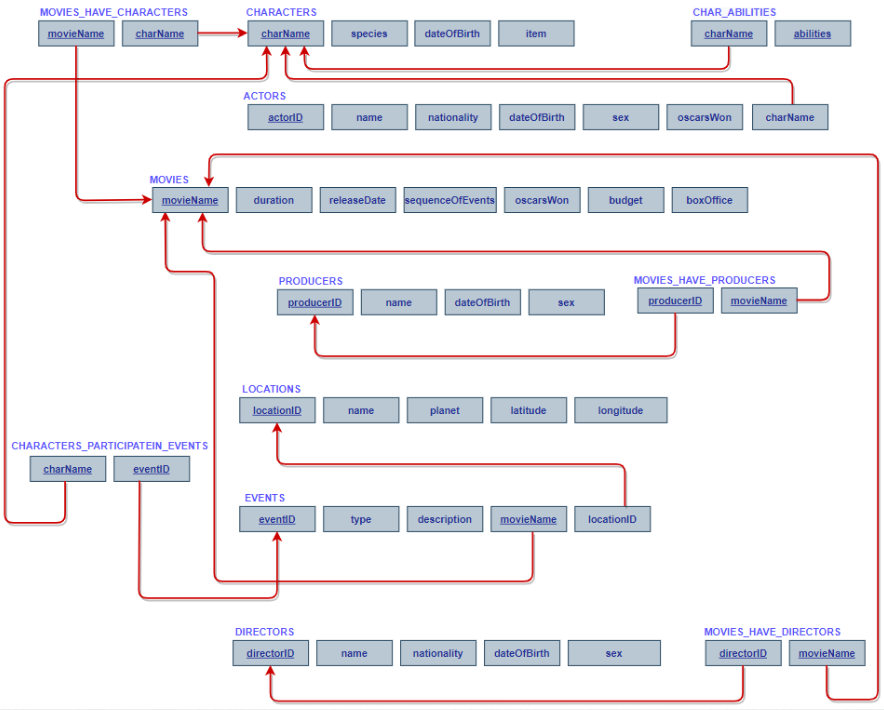 MOVIES_HAVE_CHARACTERS CHARACTERS CHAR_ABILITIES
movieName charName charName species dateOfBirth item charName abilities
ACTORS
actorID name nationality dateOfBirth sex oscarsWon charName
MOVIES
movieName duration releaseDate sequenceOfEvents oscarsWon budget boxOffice
PRODUCERS MOVIES_HAVE_PRODUCERS
producerID name dateOfBirth sex producerID movieName
LOCATIONS
locationID name planet latitude longitude
CHARACTERS_PARTICIPATEIN_EVENTS
charName eventID
EVENTS
eventID type description movieName locationID
DIRECTORS MOVIES_HAVE_DIRECTORS
directorID name nationality dateOfBirth sex directorID movieName